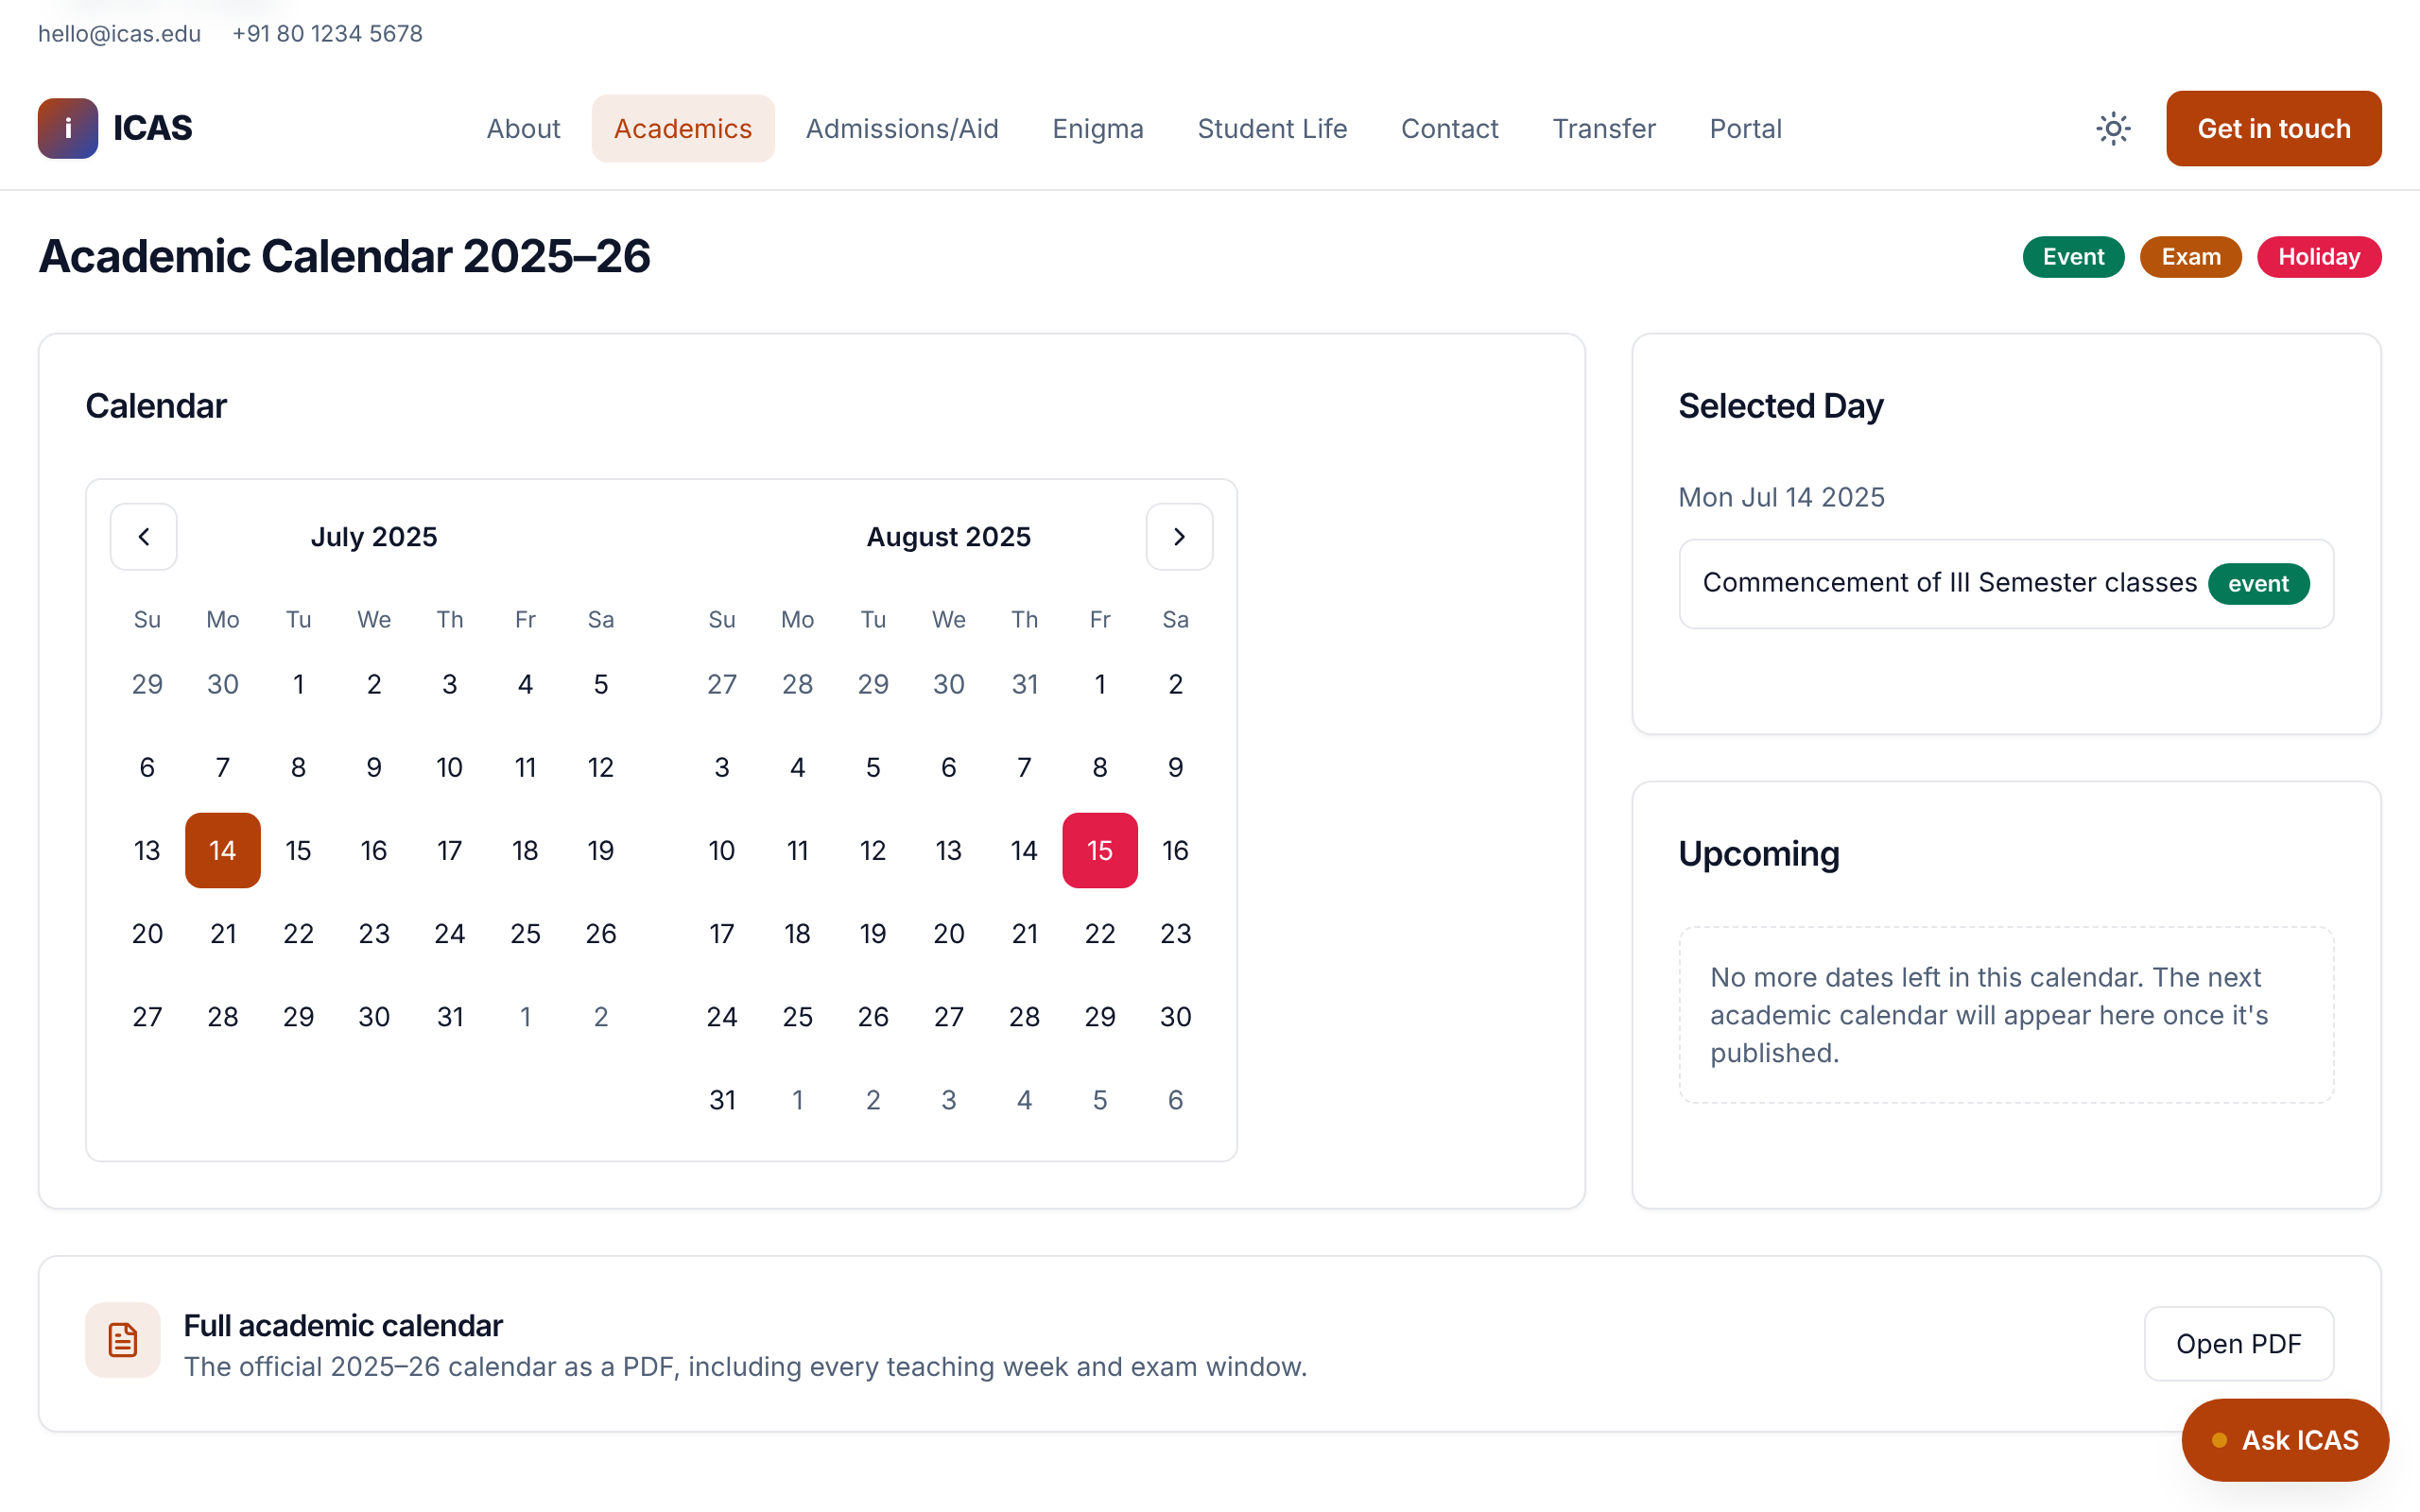 hello@icas.edu +91 80 1234 5678
i ICAS About Academics Admissions/Aid Enigma Student Life Contact Transfer Portal Get in touch
Academic Calendar 2025–26 Event Exam Holiday
Calendar
July 2025 August 2025
Su Mo Tu We Th Fr Sa Su Mo Tu We Th Fr Sa
29 30 1 2 3 4 5 27 28 29 30 31 1 2
6 7 8 9 10 11 12 3 4 5 6 7 8 9
13 14 15 16 17 18 19 10 11 12 13 14 15 16
20 21 22 23 24 25 26 17 18 19 20 21 22 23
27 28 29 30 31 1 2 24 25 26 27 28 29 30
31 1 2 3 4 5 6
Selected Day
Mon Jul 14 2025
Commencement of III Semester classes event
Upcoming
No more dates left in this calendar. The next
academic calendar will appear here once it's
published.
Full academic calendar
The official 2025–26 calendar as a PDF, including every teaching week and exam window.
Open PDF
Ask ICAS